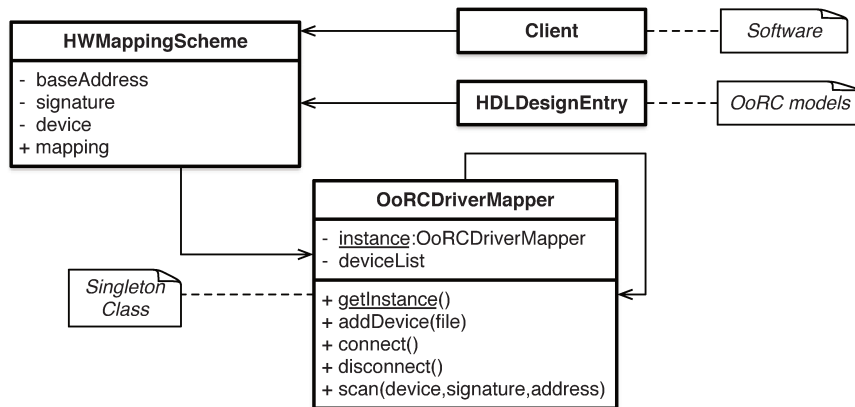 HWMappingScheme
- baseAddress
- signature
- device
+ mapping
Client
Software
HDLDesignEntry
OoRC models
OoRCDriverMapper
- instance:OoRCDriverMapper
- deviceList
+ getInstance()
+ addDevice(file)
+ connect()
+ disconnect()
+ scan(device,signature,address)
Singleton
Class